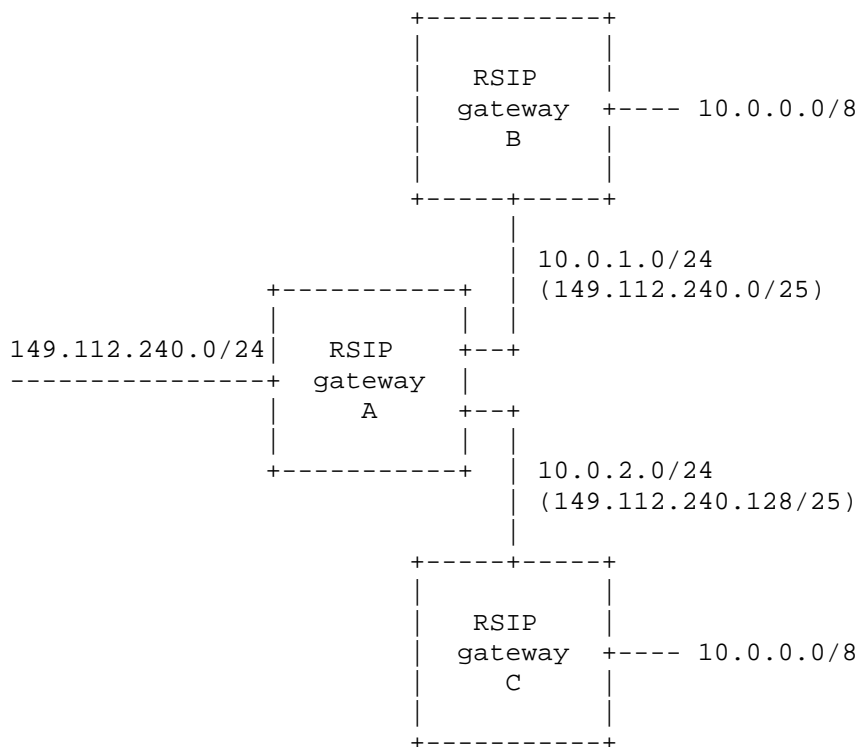 RSIP
gateway
B
10.0.0.0/8
10.0.1.0/24
(149.112.240.0/25)
149.112.240.0/24
RSIP
gateway
A
10.0.2.0/24
(149.112.240.128/25)
RSIP
gateway
C
10.0.0.0/8